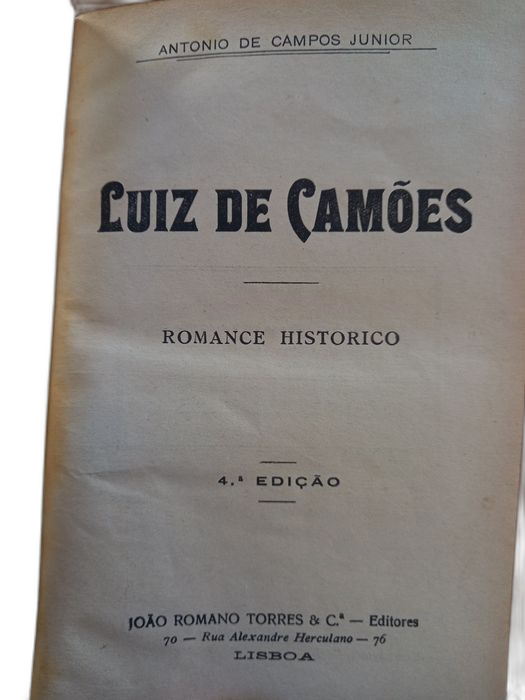 ANTONIO DE CAMPOS JUNIOR
LUIZ DE CAMÕES
ROMANCE HISTORICO
4.ª EDIÇÃO
JOÃO ROMANO TORRES & C.ª — Editores
70 — Rua Alexandre Herculano — 76
LISBOA